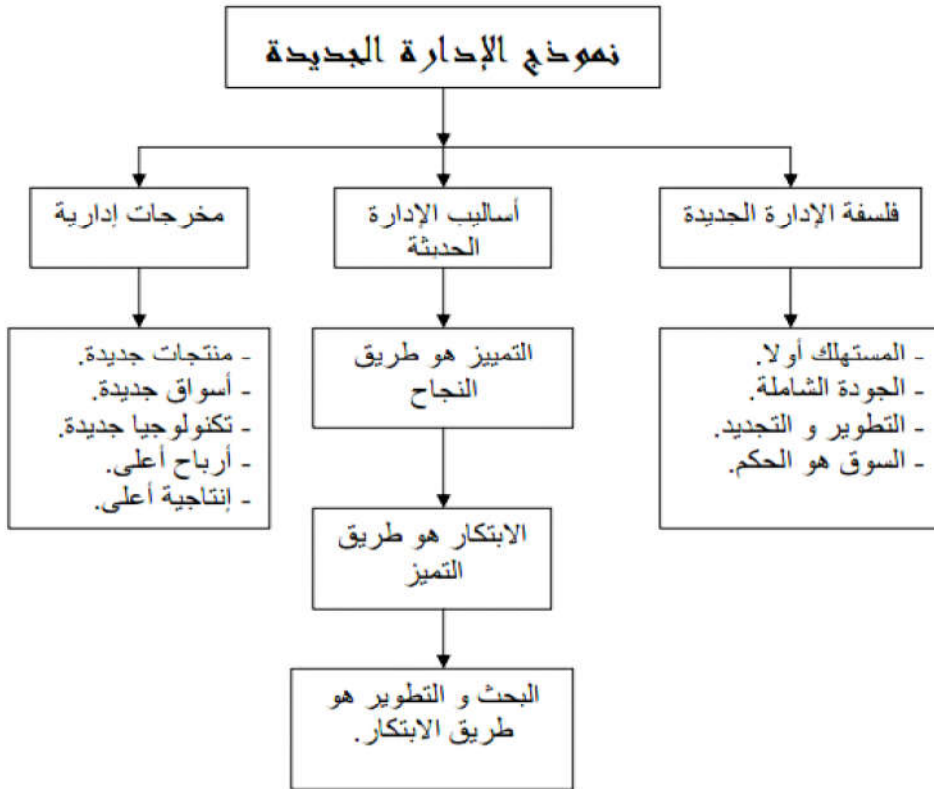 نموذج الإدارة الجديدة
فلسفة الإدارة الجديدة
أساليب الإدارة
الحديثة
مخرجات إدارية
- المستهلك أولا.
- الجودة الشاملة.
- التطوير و التجديد.
- السوق هو الحكم.
التمييز هو طريق
النجاح
- منتجات جديدة.
- أسواق جديدة.
- تكنولوجيا جديدة.
- أرباح أعلى.
- إنتاجية أعلى.
الابتكار هو طريق
التميز
البحث و التطوير هو
طريق الابتكار.